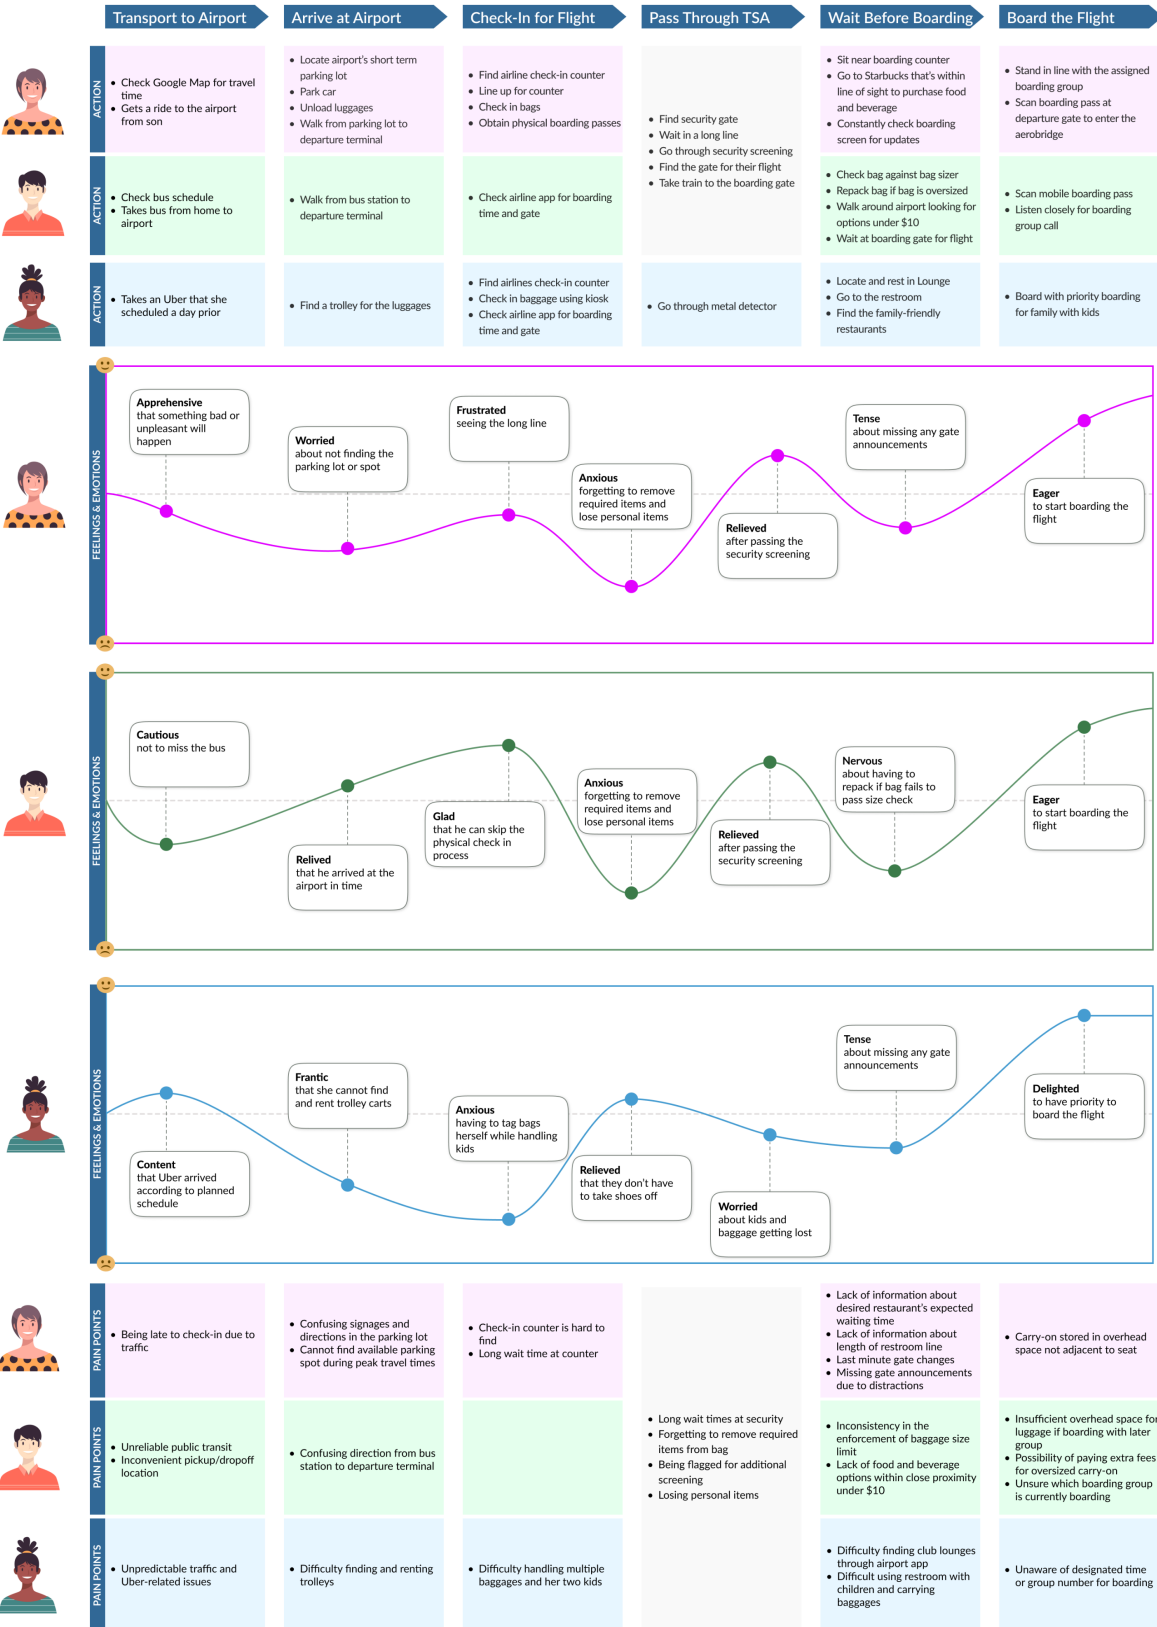 Transport to Airport
Arrive at Airport
Check-In for Flight
Pass Through TSA
Wait Before Boarding
Board the Flight
ACTION
• Check Google Map for travel
time
• Gets a ride to the airport
from son
• Locate airport's short term
parking lot
• Park car
• Unload luggages
• Walk from parking lot to
departure terminal
• Find airline check-in counter
• Line up for counter
• Check in bags
• Obtain physical boarding passes
• Find security gate
• Wait in a long line
• Go through security screening
• Find the gate for their flight
• Take train to the boarding gate
• Sit near boarding counter
• Go to Starbucks that's within
line of sight to purchase food
and beverage
• Constantly check boarding
screen for updates
• Stand in line with the assigned
boarding group
• Scan boarding pass at
departure gate to enter the
aerobridge
ACTION
• Check bus schedule
• Takes bus from home to
airport
• Walk from bus station to
departure terminal
• Check airline app for boarding
time and gate
• Check bag against bag sizer
• Repack bag if bag is oversized
• Walk around airport looking for
options under $10
• Wait at boarding gate for flight
• Scan mobile boarding pass
• Listen closely for boarding
group call
ACTION
• Takes an Uber that she
scheduled a day prior
• Find a trolley for the luggages
• Find airlines check-in counter
• Check in baggage using kiosk
• Check airline app for boarding
time and gate
• Go through metal detector
• Locate and rest in Lounge
• Go to the restroom
• Find the family-friendly
restaurants
• Board with priority boarding
for family with kids
FEELINGS & EMOTIONS
Apprehensive
that something bad or
unpleasant will
happen
Worried
about not finding the
parking lot or spot
Frustrated
seeing the long line
Anxious
forgetting to remove
required items and
lose personal items
Relieved
after passing the
security screening
Tense
about missing any gate
announcements
Eager
to start boarding the
flight
FEELINGS & EMOTIONS
Cautious
not to miss the bus
Relived
that he arrived at the
airport in time
Glad
that he can skip the
physical check in
process
Anxious
forgetting to remove
required items and
lose personal items
Relieved
after passing the
security screening
Nervous
about having to
repack if bag fails to
pass size check
Eager
to start boarding the
flight
FEELINGS & EMOTIONS
Content
that Uber arrived
according to planned
schedule
Frantic
that she cannot find
and rent trolley carts
Anxious
having to tag bags
herself while handling
kids
Relieved
that they don't have
to take shoes off
Worried
about kids and
baggage getting lost
Tense
about missing any gate
announcements
Delighted
to have priority to
board the flight
PAIN POINTS
• Being late to check-in due to
traffic
• Confusing signages and
directions in the parking lot
• Cannot find available parking
spot during peak travel times
• Check-in counter is hard to
find
• Long wait time at counter
• Lack of information about
desired restaurant's expected
waiting time
• Lack of information about
length of restroom line
• Last minute gate changes
• Missing gate announcements
due to distractions
• Carry-on stored in overhead
space not adjacent to seat
PAIN POINTS
• Unreliable public transit
• Inconvenient pickup/dropoff
location
• Confusing direction from bus
station to departure terminal
• Long wait times at security
• Forgetting to remove required
items from bag
• Being flagged for additional
screening
• Losing personal items
• Inconsistency in the
enforcement of baggage size
limit
• Lack of food and beverage
options within close proximity
under $10
• Insufficient overhead space for
luggage if boarding with later
group
• Possibility of paying extra fees
for oversized carry-on
• Unsure which boarding group
is currently boarding
PAIN POINTS
• Unpredictable traffic and
Uber-related issues
• Difficulty finding and renting
trolleys
• Difficulty handling multiple
baggages and her two kids
• Difficulty finding club lounges
through airport app
• Difficult using restroom with
children and carrying
baggages
• Unaware of designated time
or group number for boarding